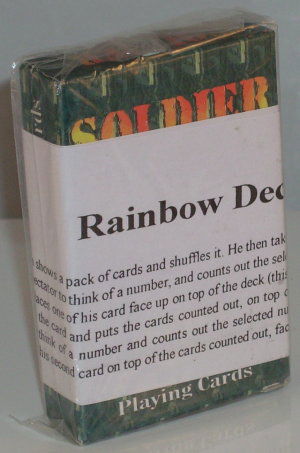 SOLDIER
Cards
Rainbow Dec
shows a pack of cards and shuffles it. He then tak
ectator to think of a number, and counts out the sele
aces one of his card face up on top of the deck (this
the card and puts the cards counted out, on top o
think of a number and counts out the selected nu
his second card on top of the cards counted out, fac
Playing Cards